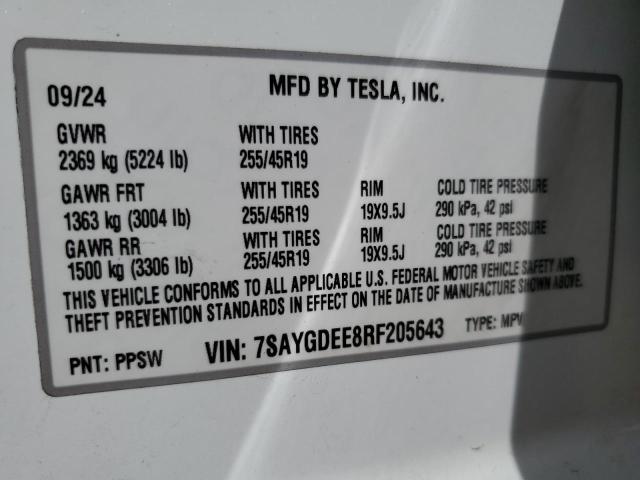 09/24 MFD BY TESLA, INC.
GVWR WITH TIRES
2369 kg (5224 lb) 255/45R19
GAWR FRT WITH TIRES RIM COLD TIRE PRESSURE
1363 kg (3004 lb) 255/45R19 19X9.5J 290 kPa, 42 psi
GAWR RR WITH TIRES RIM COLD TIRE PRESSURE
1500 kg (3306 lb) 255/45R19 19X9.5J 290 kPa, 42 psi
THIS VEHICLE CONFORMS TO ALL APPLICABLE U.S. FEDERAL MOTOR VEHICLE SAFETY AND
THEFT PREVENTION STANDARDS IN EFFECT ON THE DATE OF MANUFACTURE SHOWN ABOVE.
PNT: PPSW VIN: 7SAYGDEE8RF205643 TYPE: MPV